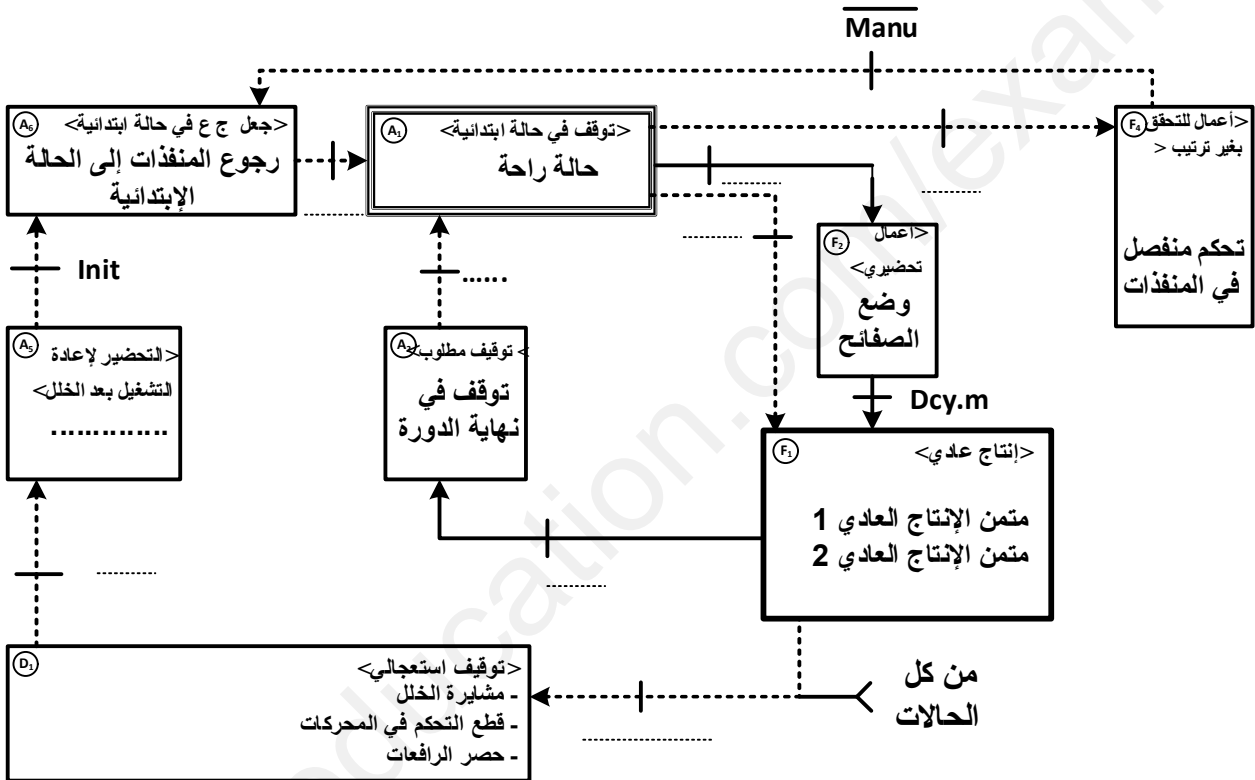 Manu
A6
<جعل ج ع في حالة ابتدائية>
رجوع المنفذات إلى الحالة
الإبتدائية
A1
<توقف في حالة ابتدائية>
حالة راحة
F4
<أعمال للتحقق
بغير ترتيب <
تحكم منفصل
في المنفذات
F2
<أعمال
تحضيري>
وضع
الصفائح
Init
......
Dcy.m
A5
<التحضير لإعادة
التشغيل بعد الخلل>
.............
A2
< توقيف مطلوب>
توقف في
نهاية الدورة
F1
<إنتاج عادي>
متمن الإنتاج العادي 1
متمن الإنتاج العادي 2
D1
<توقيف استعجالي>
- مشايرة الخلل
- قطع التحكم في المحركات
- حصر الرافعات
من كل
الحالات